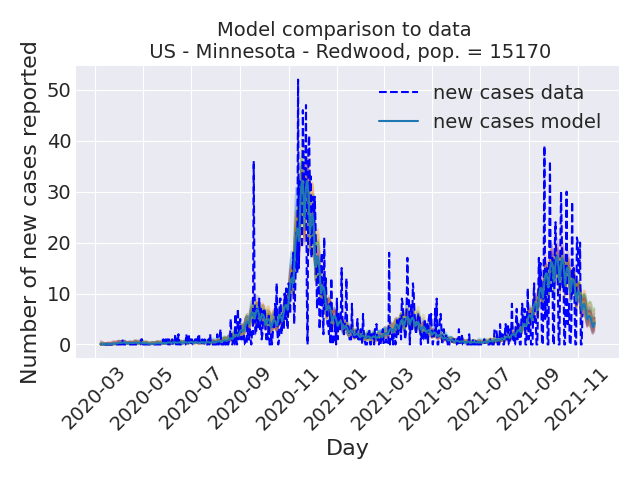 Model comparison to data
US - Minnesota - Redwood, pop. = 15170
Number of new cases reported
50
40
30
20
10
0
new cases data
new cases model
2020-03
2020-05
2020-07
2020-09
2020-11
2021-01
2021-03
2021-05
2021-07
2021-09
2021-11
Day